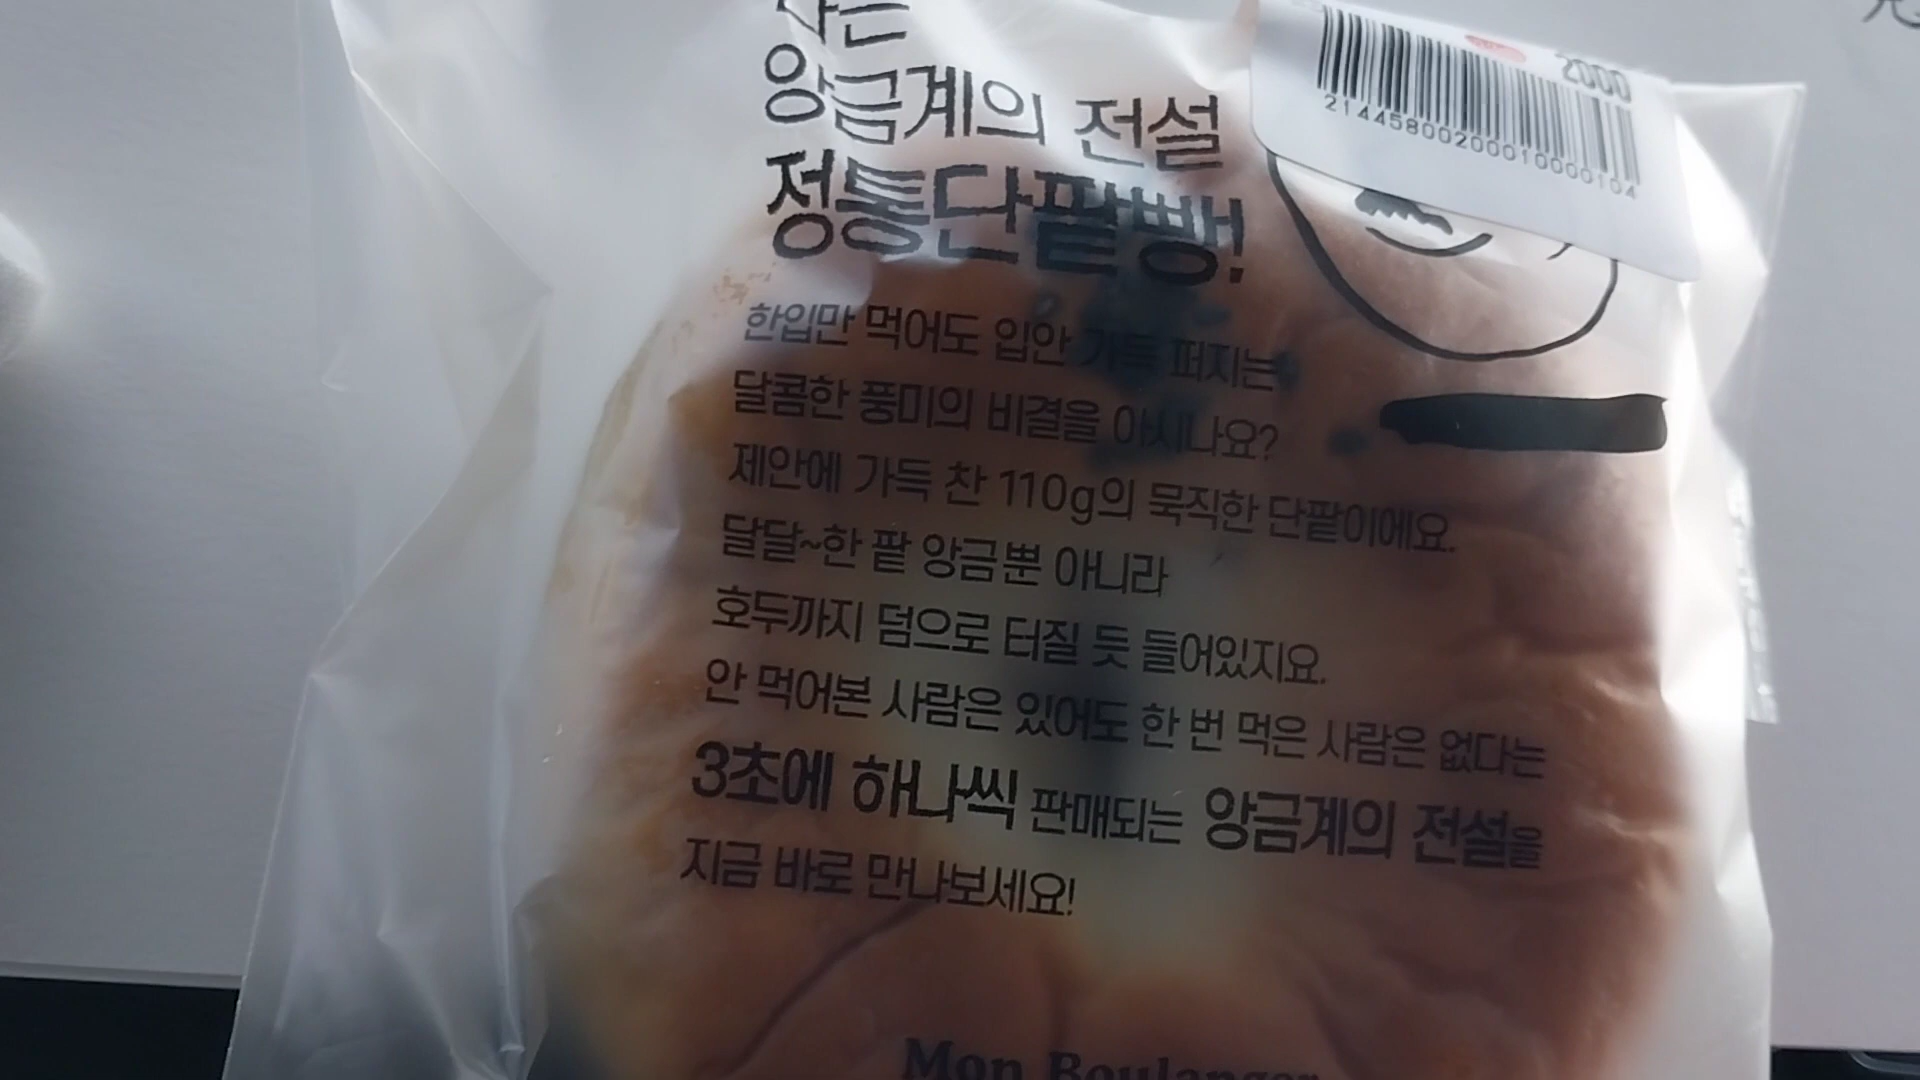 나는
앙금계의 전설
정통단팥빵!
2000
2144580020000100001​04
한입만 먹어도 입안 가득 퍼지는
달콤한 풍미의 비결을 아시나요?
제안에 가득 찬 110g의 묵직한 단팥이에요.
달달~한 팥 앙금뿐 아니라
호두까지 덤으로 터질 듯 들어있지요.
안 먹어본 사람은 있어도 한 번 먹은 사람은 없다는
3초에 하나씩 판매되는 앙금계의 전설을
지금 바로 만나보세요!
Mon Boulanger